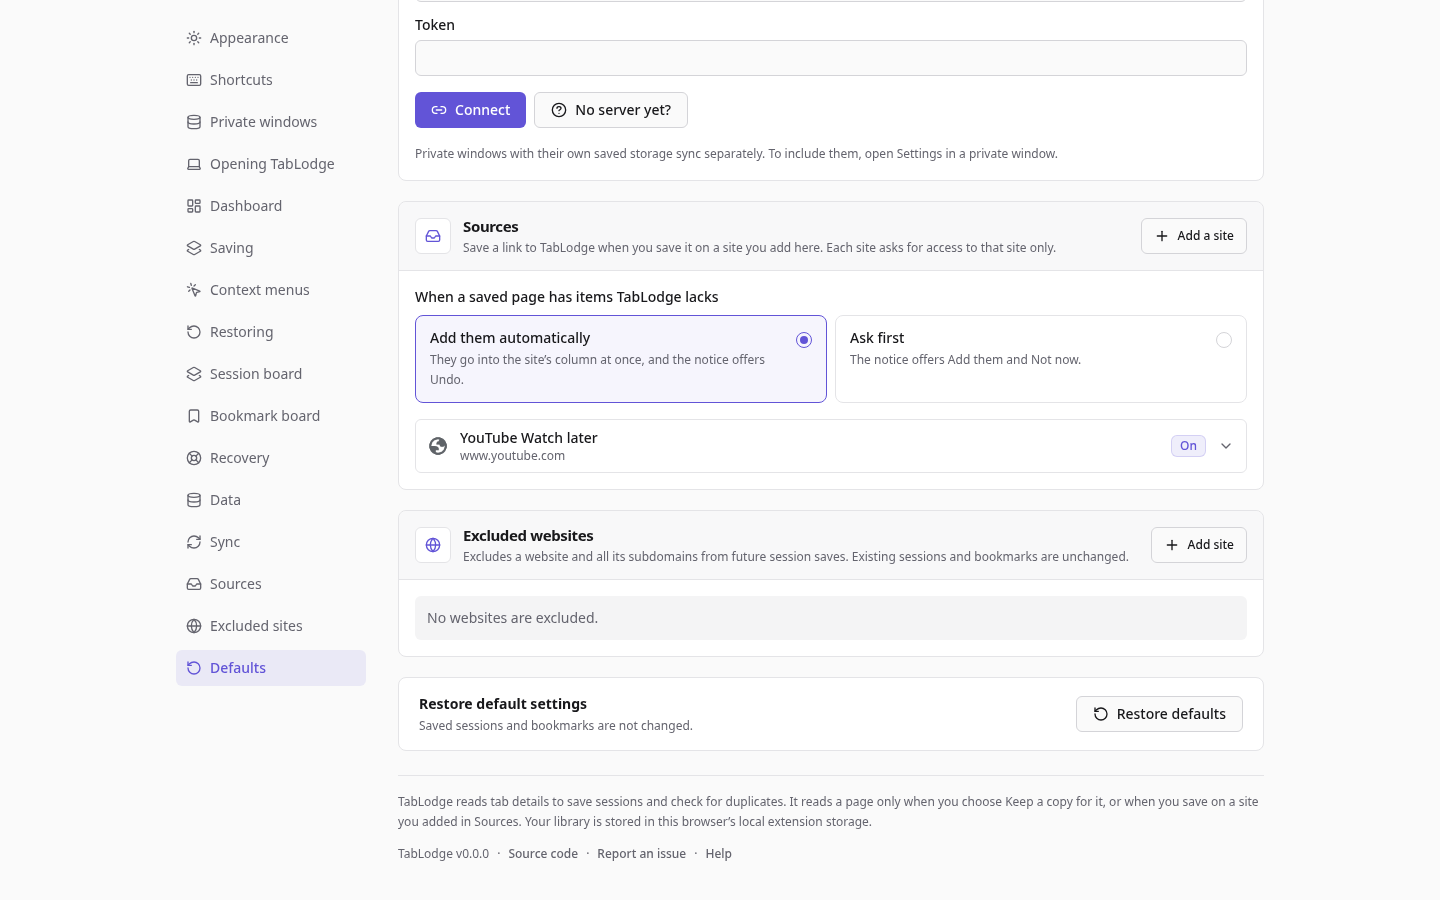 Appearance
Shortcuts
Private windows
Opening TabLodge
Dashboard
Saving
Context menus
Restoring
Session board
Bookmark board
Recovery
Data
Sync
Sources
Excluded sites
Defaults
Token
Connect
No server yet?
Private windows with their own saved storage sync separately. To include them, open Settings in a private window.
Sources
Save a link to TabLodge when you save it on a site you add here. Each site asks for access to that site only.
Add a site
When a saved page has items TabLodge lacks
Add them automatically
They go into the site’s column at once, and the notice offers
Undo.
Ask first
The notice offers Add them and Not now.
YouTube Watch later
www.youtube.com
On
Excluded websites
Excludes a website and all its subdomains from future session saves. Existing sessions and bookmarks are unchanged.
Add site
No websites are excluded.
Restore default settings
Saved sessions and bookmarks are not changed.
Restore defaults
TabLodge reads tab details to save sessions and check for duplicates. It reads a page only when you choose Keep a copy for it, or when you save on a site
you added in Sources. Your library is stored in this browser’s local extension storage.
TabLodge v0.0.0 · Source code · Report an issue · Help